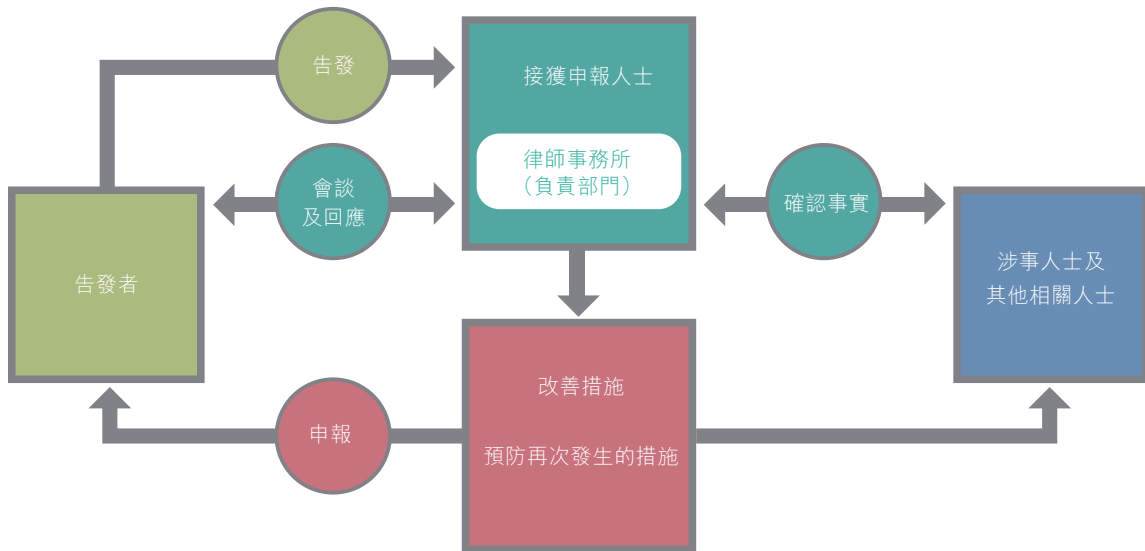 告發
接獲申報人士
律師事務所
（負責部門）
會談
及回應
確認事實
告發者
涉事人士及
其他相關人士
改善措施
申報
預防再次發生的措施